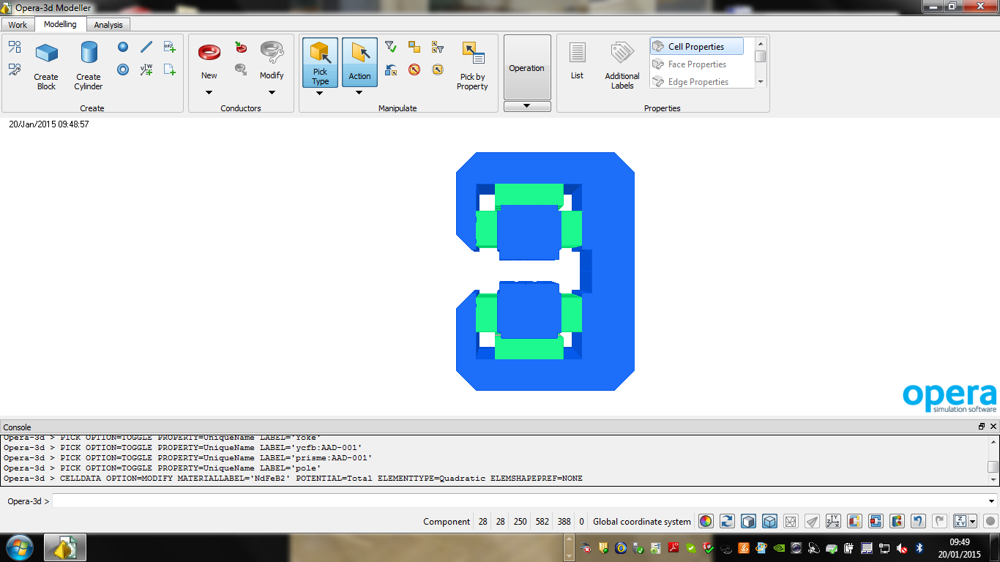 Opera-3d Modeller
Work Modelling Analysis
Create Block
Create Cylinder
Create
New
Modify
Conductors
Pick Type
Action
Pick by Property
Manipulate
Operation
List
Additional Labels
Cell Properties
Face Properties
Edge Properties
Properties
20/Jan/2015 09:48:57
opera
simulation software
Console
Opera-3d > PICK OPTION=TOGGLE PROPERTY=UniqueName LABEL='Yoke'
Opera-3d > PICK OPTION=TOGGLE PROPERTY=UniqueName LABEL='ycfb:AAD-001'
Opera-3d > PICK OPTION=TOGGLE PROPERTY=UniqueName LABEL='prisme:AAD-001'
Opera-3d > PICK OPTION=TOGGLE PROPERTY=UniqueName LABEL='pole'
Opera-3d > CELLDATA OPTION=MODIFY MATERIALLABEL='NdFeB2' POTENTIAL=Total ELEMENTTYPE=Quadratic ELEMSHAPEPREF=NONE
Opera-3d >
Component 28 28 250 582 388 0 Global coordinate system
09:49
20/01/2015